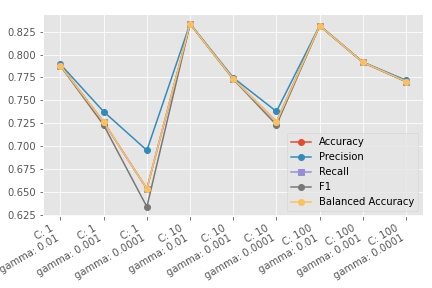 0.825
0.800
0.775
0.750
0.725
0.700
0.675
0.650
0.625
Accuracy
Precision
Recall
F1
Balanced Accuracy
C: 1
gamma: 0.01
C: 1
gamma: 0.001
C: 1
gamma: 0.0001
C: 10
gamma: 0.01
C: 10
gamma: 0.001
C: 10
gamma: 0.0001
C: 100
gamma: 0.01
C: 100
gamma: 0.001
C: 100
gamma: 0.0001